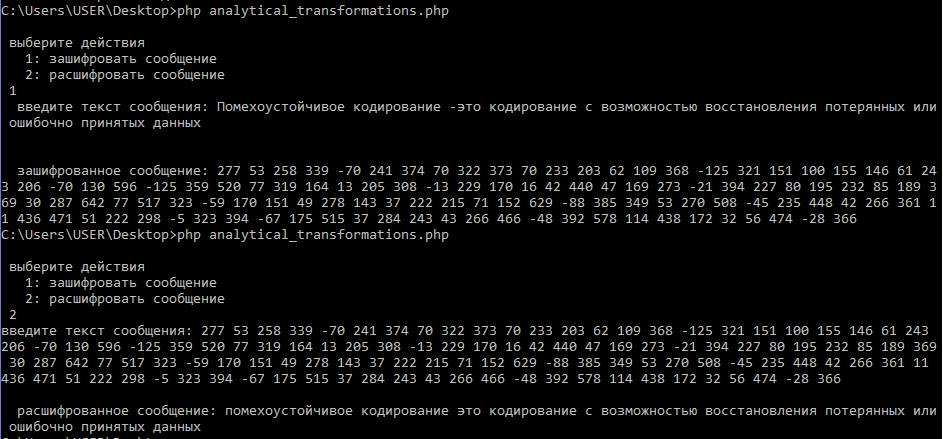 C:\Users\USER\Desktop>php analytical_transformations.php
выберите действия
1: зашифровать сообщение
2: расшифровать сообщение
1
введите текст сообщения: Помехоустойчивое кодирование -это кодирование с возможностью восстановления потерянных или
ошибочно принятых данных
зашифрованное сообщение: 277 53 258 339 -70 241 374 70 322 373 70 233 203 62 109 368 -125 321 151 100 155 146 61 24
3 206 -70 130 596 -125 359 520 77 319 164 13 205 308 -13 229 170 16 42 440 47 169 273 -21 394 227 80 195 232 85 189 3
69 30 287 642 77 517 323 -59 170 151 49 278 143 37 222 215 71 152 629 -88 385 349 53 270 508 -45 235 448 42 266 361 1
1 436 471 51 222 298 -5 323 394 -67 175 515 37 284 243 43 266 466 -48 392 578 114 438 172 32 56 474 -28 366
C:\Users\USER\Desktop>php analytical_transformations.php
выберите действия
1: зашифровать сообщение
2: расшифровать сообщение
2
введите текст сообщения: 277 53 258 339 -70 241 374 70 322 373 70 233 203 62 109 368 -125 321 151 100 155 146 61 243
206 -70 130 596 -125 359 520 77 319 164 13 205 308 -13 229 170 16 42 440 47 169 273 -21 394 227 80 195 232 85 189 369
30 287 642 77 517 323 -59 170 151 49 278 143 37 222 215 71 152 629 -88 385 349 53 270 508 -45 235 448 42 266 361 11
436 471 51 222 298 -5 323 394 -67 175 515 37 284 243 43 266 466 -48 392 578 114 438 172 32 56 474 -28 366
расшифрованное сообщение: помехоустойчивое кодирование это кодирование с возможностью восстановления потерянных или
ошибочно принятых данных